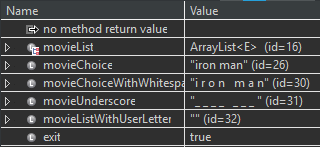 Name Value
no method return value
movieList ArrayList<E> (id=16)
movieChoice "iron man" (id=26)
movieChoiceWithWhitespa "i r o n   m a n" (id=30)
movieUnderscore "_ _ _ _   _ _ _" (id=31)
movieListWithUserLetter "" (id=32)
exit true